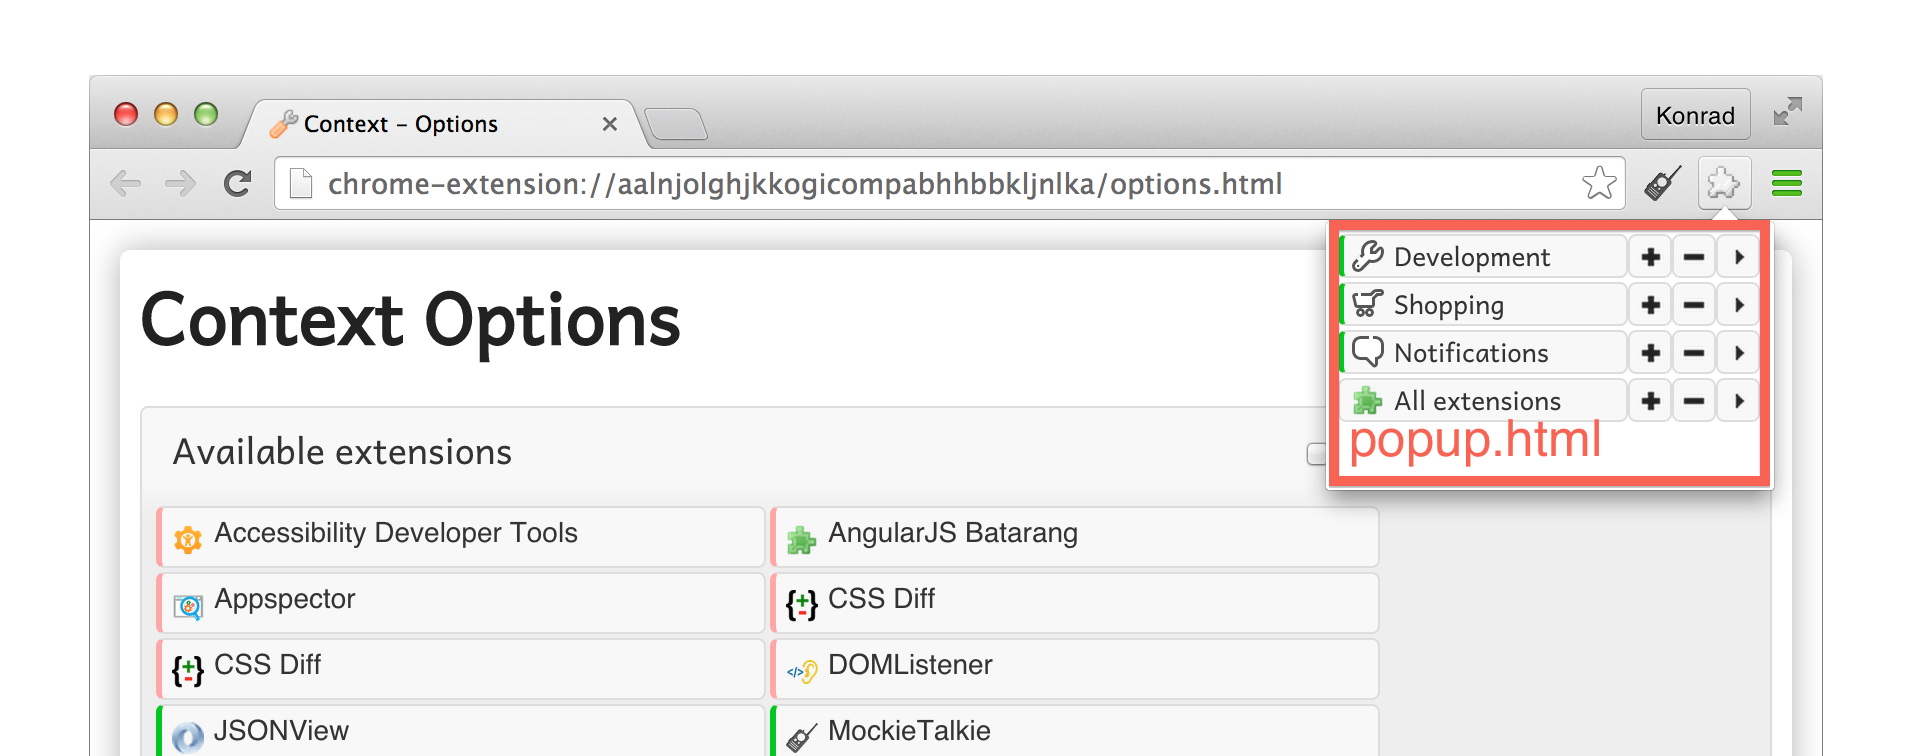 Context – Options
Konrad
chrome-extension://aalnjolghjkkogicompabhhbbkljnlka/options.html
Development
Shopping
Notifications
All extensions
popup.html
Context Options
Available extensions
Accessibility Developer Tools
AngularJS Batarang
Appspector
CSS Diff
CSS Diff
DOMListener
JSONView
MockieTalkie